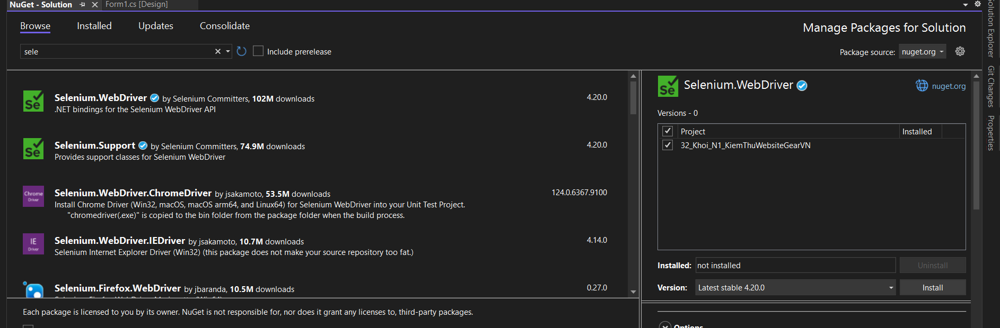 NuGet - Solution
Form1.cs [Design]
Browse
Installed
Updates
Consolidate
Manage Packages for Solution
sele
Include prerelease
Package source: nuget.org
Se
Selenium.WebDriver by Selenium Committers, 102M downloads
4.20.0
.NET bindings for the Selenium WebDriver API
Se
Selenium.Support by Selenium Committers, 74.9M downloads
4.20.0
Provides support classes for Selenium WebDriver
Chrome
Driver
Selenium.WebDriver.ChromeDriver by jsakamoto, 53.5M downloads
124.0.6367.9100
Install Chrome Driver (Win32, macOS, macOS arm64, and Linux64) for Selenium WebDriver into your Unit Test Project.
"chromedriver(.exe)" is copied to the bin folder from the package folder when the build process.
IE
Driver
Selenium.WebDriver.IEDriver by jsakamoto, 10.7M downloads
4.14.0
Selenium Internet Explorer Driver (Win32) (this package does not make your source repository too fat.)
Selenium.Firefox.WebDriver by jbaranda, 10.5M downloads
0.27.0
Each package is licensed to you by its owner. NuGet is not responsible for, nor does it grant any licenses to, third-party packages.
Se
Selenium.WebDriver
nuget.org
Versions - 0
Project
Installed
32_Khoi_N1_KiemThuWebsiteGearVN
Installed: not installed
Uninstall
Version: Latest stable 4.20.0
Install
Options
Solution Explorer
Git Changes
Properties